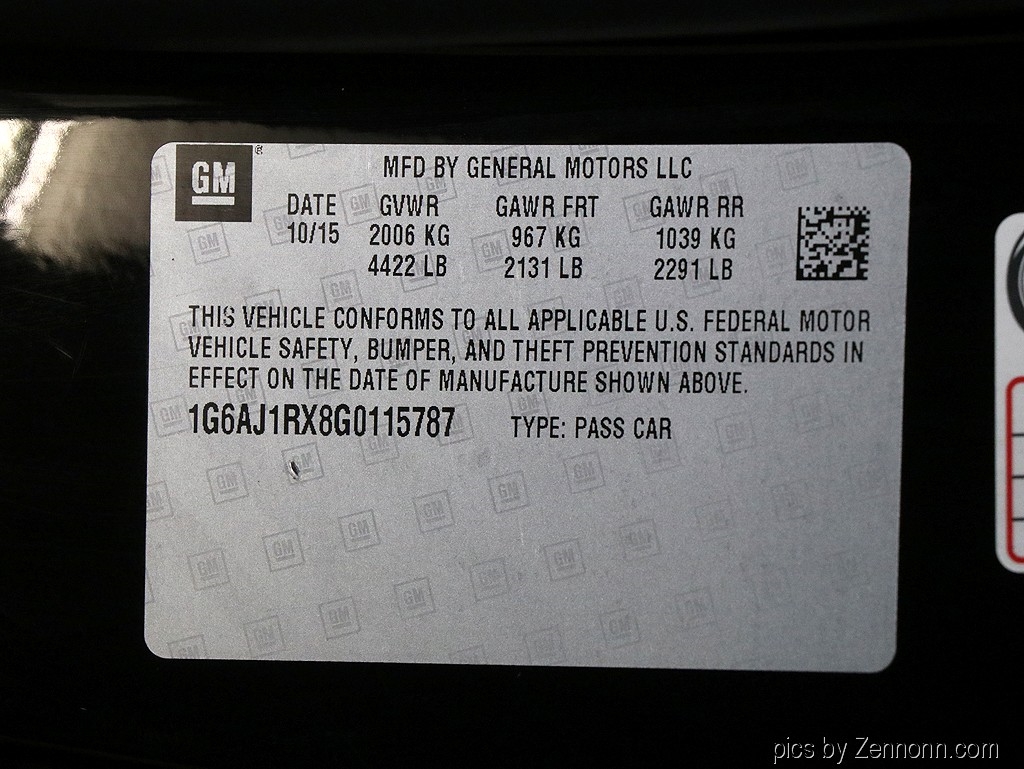 GM ®
MFD BY GENERAL MOTORS LLC
DATE GVWR GAWR FRT GAWR RR
10/15 2006 KG 967 KG 1039 KG
4422 LB 2131 LB 2291 LB
THIS VEHICLE CONFORMS TO ALL APPLICABLE U.S. FEDERAL MOTOR
VEHICLE SAFETY, BUMPER, AND THEFT PREVENTION STANDARDS IN
EFFECT ON THE DATE OF MANUFACTURE SHOWN ABOVE.
1G6AJ1RX8G0115787 TYPE: PASS CAR
pics by Zennonn.com